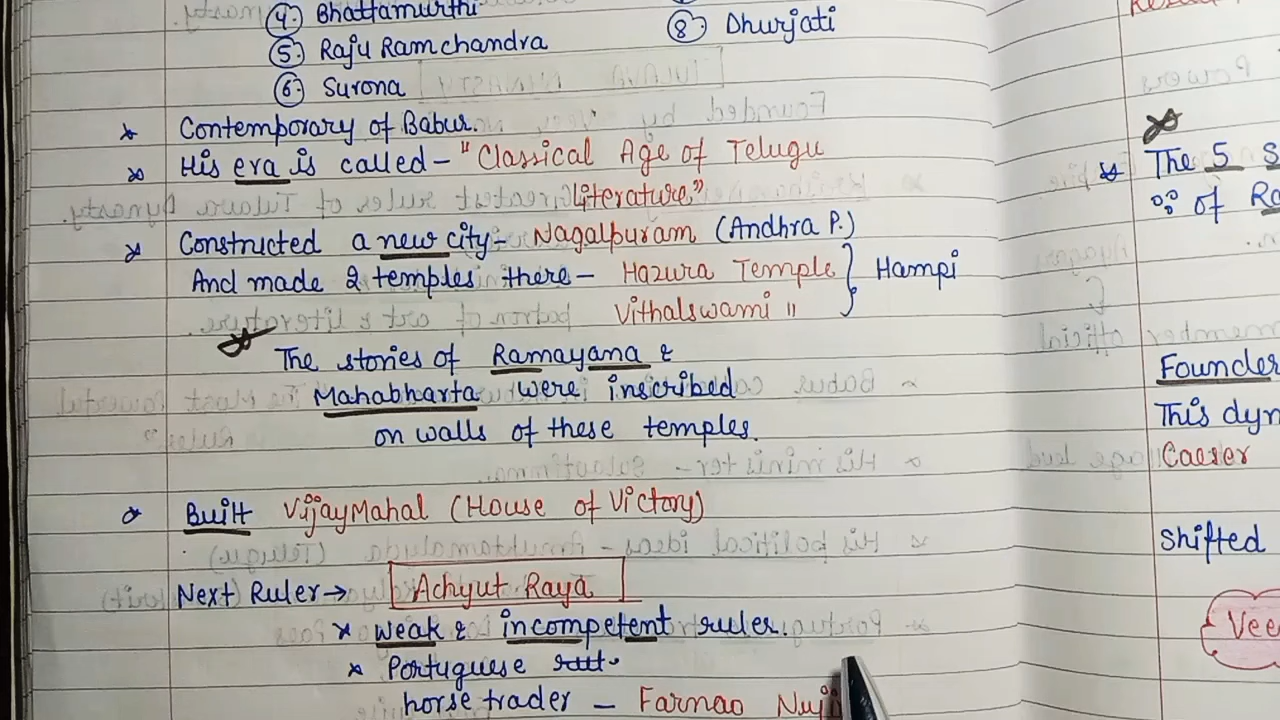 ④ Bhattamurthi
⑤ Raju Ramchandra
⑥ Surona
⑧ Dhurjati
Contemporary of Babur.
His era is called - "Classical Age of Telugu
literature"
Constructed a new city - Nagalpuram (Andhra P.)
And made 2 temples there - Hazura Temple } Hampi
Vithalswami "
The stories of Ramayana &
Mahabharta were inscribed
on walls of these temples.
Built VijayMahal (House of Victory)
Next Ruler → Achyut Raya
weak & incompetent ruler.
Portuguese
horse trader - Farnao
The 5 S
of Ra
Founder
This dyn
Caeser
Shifted
Vee